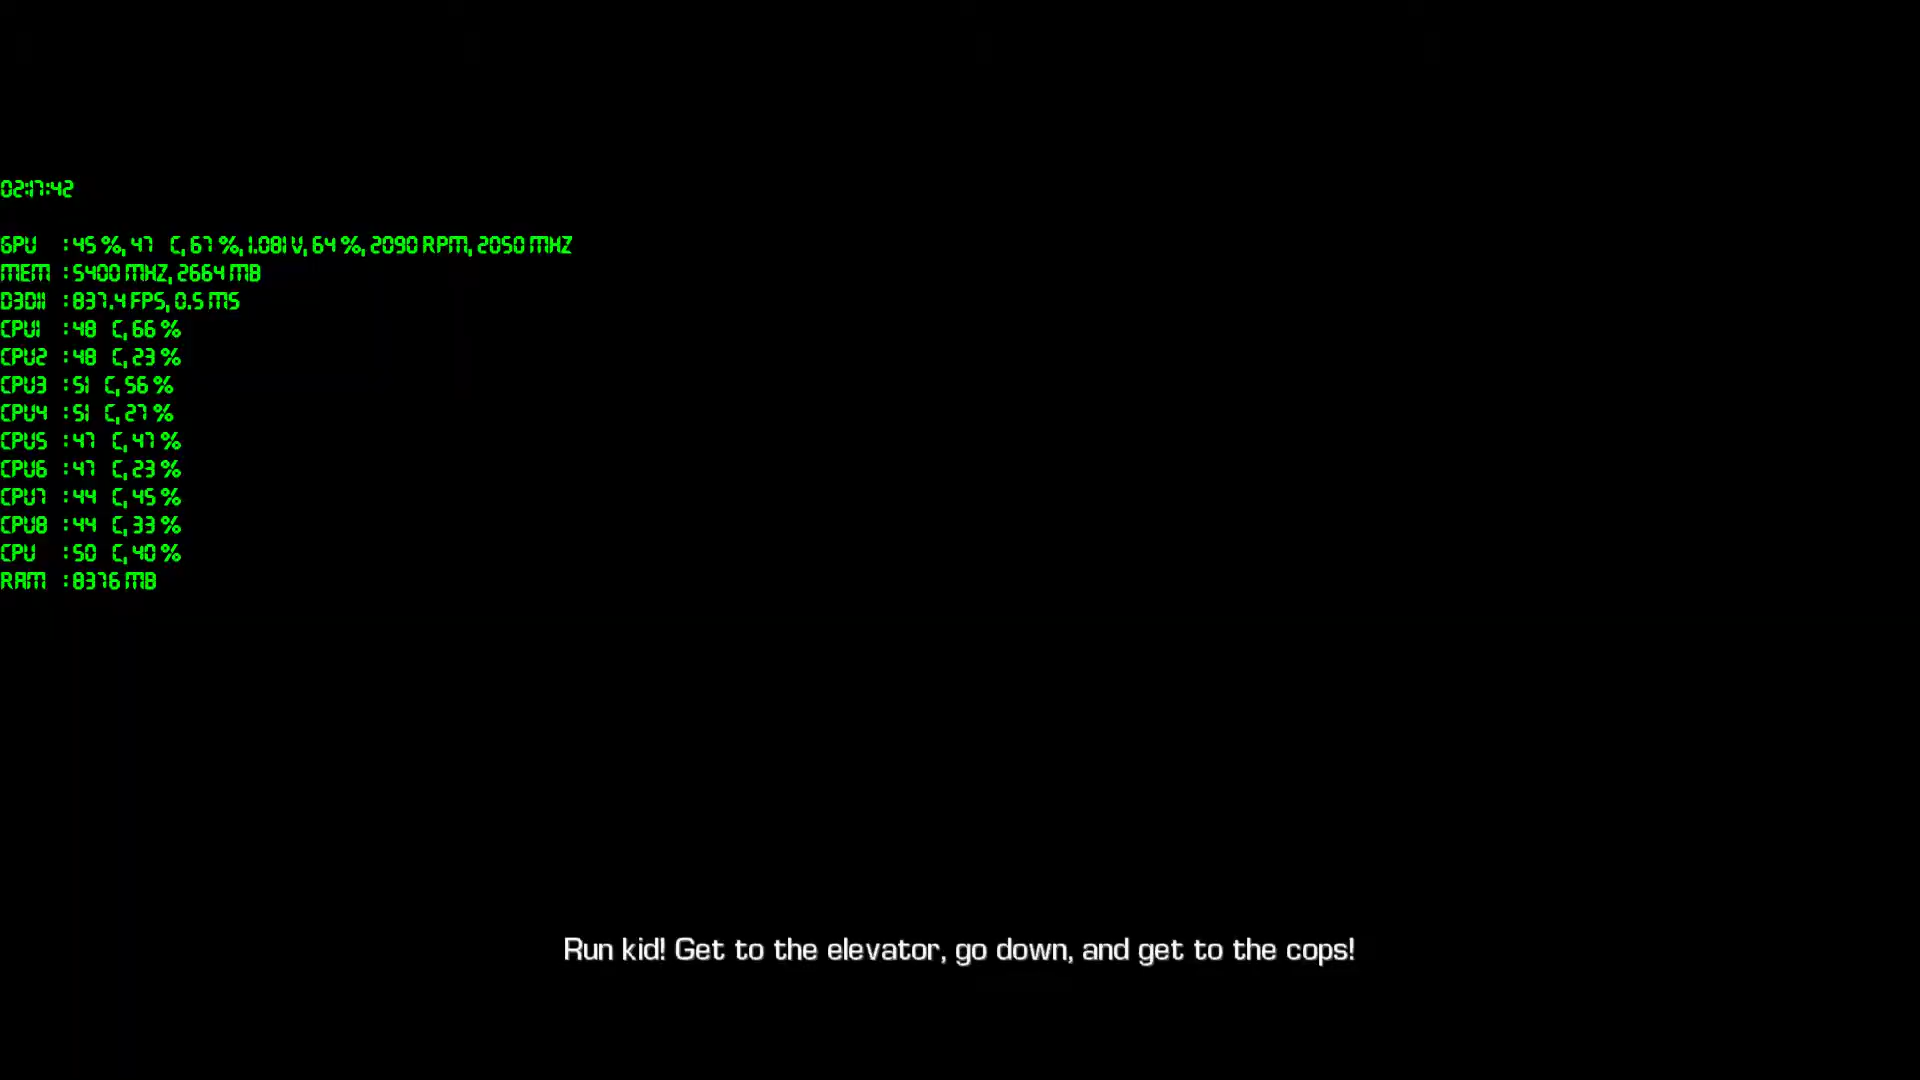 02:17:42
GPU : 45 %, 47 C, 67 %, 1.081 V, 64 %, 2090 RPM, 2050 MHZ
MEM : 5400 MHZ, 2664 MB
D3D11 : 837.4 FPS, 0.5 MS
CPU1 : 48 C, 66 %
CPU2 : 48 C, 23 %
CPU3 : 51 C, 56 %
CPU4 : 51 C, 27 %
CPU5 : 47 C, 47 %
CPU6 : 47 C, 23 %
CPU7 : 44 C, 45 %
CPU8 : 44 C, 33 %
CPU : 50 C, 40 %
RAM : 8376 MB
Run kid! Get to the elevator, go down, and get to the cops!